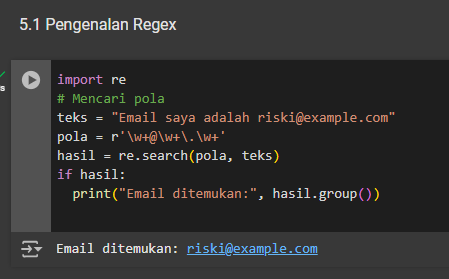 5.1 Pengenalan Regex
s
import re
# Mencari pola
teks = "Email saya adalah riski@example.com"
pola = r'\w+@\w+\.\w+'
hasil = re.search(pola, teks)
if hasil:
  print("Email ditemukan:", hasil.group())
Email ditemukan: riski@example.com